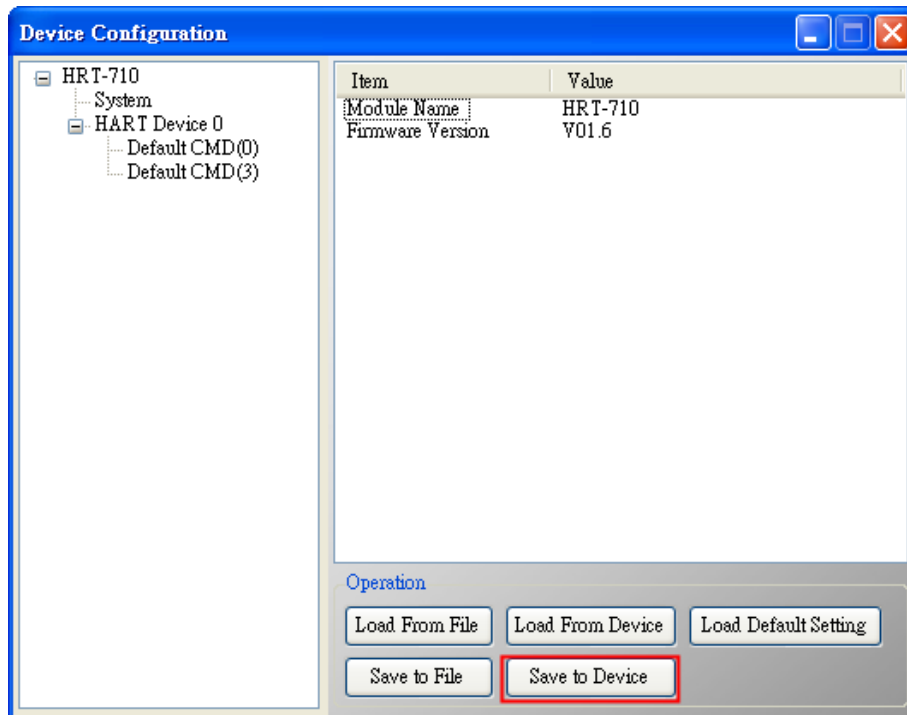 Device Configuration
HRT-710
System
HART Device 0
Default CMD(0)
Default CMD(3)
Item Value
Module Name HRT-710
Firmware Version V01.6
Operation
Load From File Load From Device Load Default Setting
Save to File Save to Device